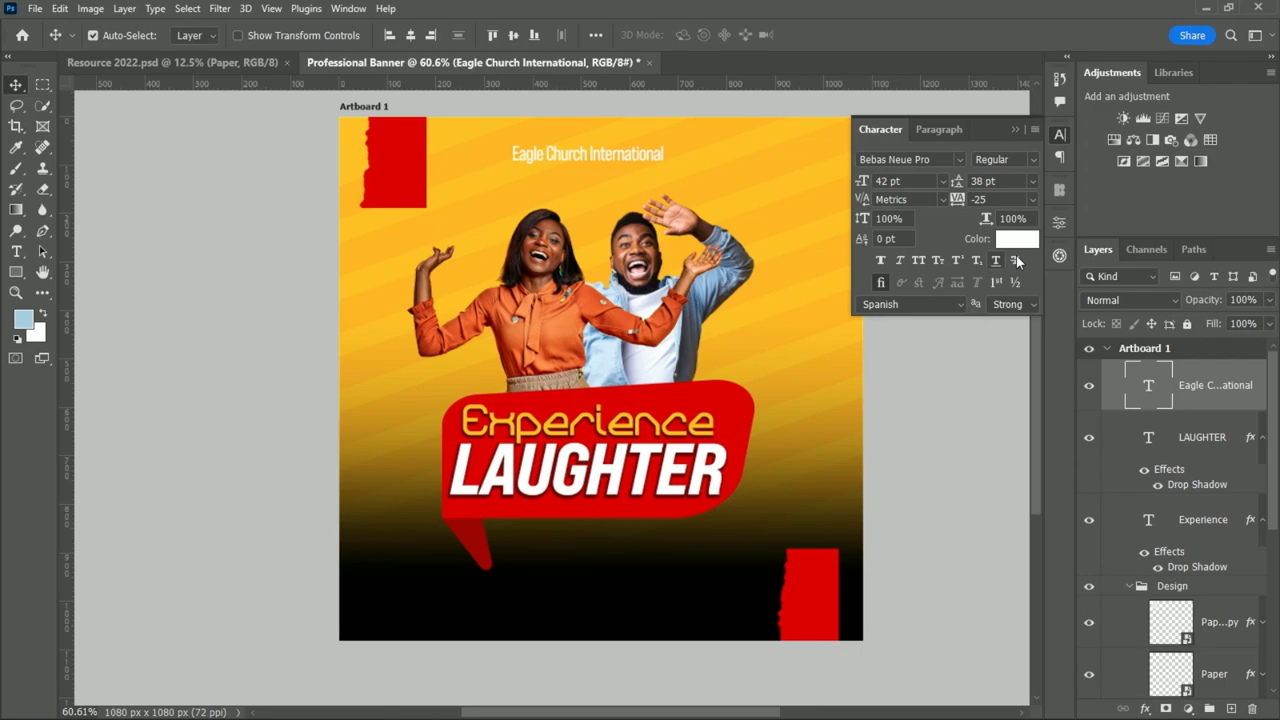 Ps File Edit Image Layer Type Select Filter 3D View Plugins Window Help
Auto-Select: Layer Show Transform Controls 3D Mode: Share
Resource 2022.psd @ 12.5% (Paper, RGB/8) × Professional Banner @ 60.6% (Eagle Church International, RGB/8#) * ×
Artboard 1
Eagle Church International
Experience
LAUGHTER
Character Paragraph
Bebas Neue Pro Regular
42 pt 38 pt
Metrics -25
100% 100%
0 pt Color:
Spanish Strong
Adjustments Libraries
Add an adjustment
Layers Channels Paths
Kind
Normal Opacity: 100%
Lock: Fill: 100%
Artboard 1
Eagle C...ational
LAUGHTER fx
Effects
Drop Shadow
Experience fx
Effects
Drop Shadow
Design
Pap...py fx
Paper fx
60.61% 1080 px x 1080 px (72 ppi)